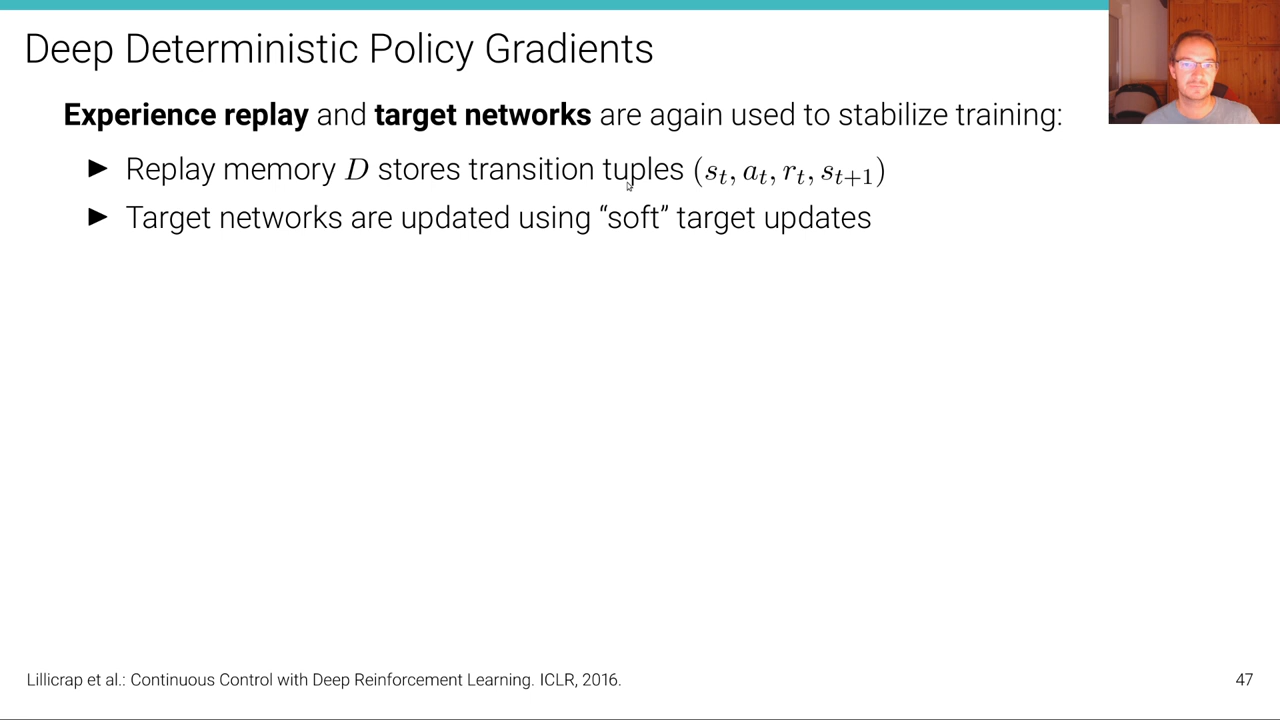 Deep Deterministic Policy Gradients
Experience replay and target networks are again used to stabilize training:
▶ Replay memory D stores transition tuples (s_t, a_t, r_t, s_{t+1})
▶ Target networks are updated using “soft” target updates
Lillicrap et al.: Continuous Control with Deep Reinforcement Learning. ICLR, 2016.
47